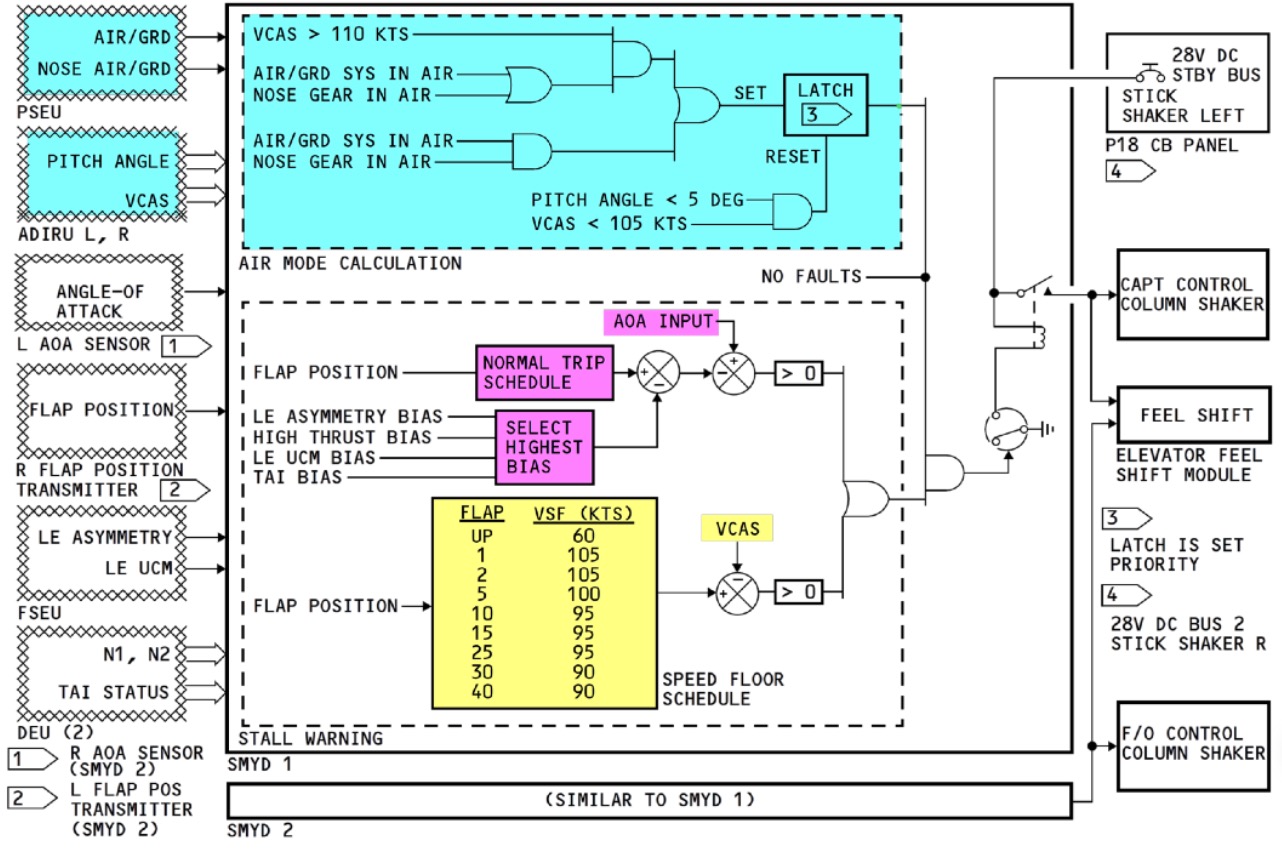 AIR/GRD
NOSE AIR/GRD
PSEU
PITCH ANGLE
VCAS
ADIRU L, R
ANGLE-OF
ATTACK
L AOA SENSOR 1
FLAP POSITION
R FLAP POSITION
TRANSMITTER 2
LE ASYMMETRY
LE UCM
FSEU
N1, N2
TAI STATUS
DEU (2)
1 R AOA SENSOR
(SMYD 2)
2 L FLAP POS
TRANSMITTER
(SMYD 2)
VCAS > 110 KTS
AIR/GRD SYS IN AIR
NOSE GEAR IN AIR
AIR/GRD SYS IN AIR
NOSE GEAR IN AIR
SET
LATCH
3
RESET
PITCH ANGLE < 5 DEG
VCAS < 105 KTS
AIR MODE CALCULATION
NO FAULTS
AOA INPUT
FLAP POSITION
NORMAL TRIP
SCHEDULE
+
-
+
-
> 0
LE ASYMMETRY BIAS
HIGH THRUST BIAS
LE UCM BIAS
TAI BIAS
SELECT
HIGHEST
BIAS
FLAP POSITION
FLAP VSF (KTS)
UP 60
1 105
2 105
5 100
10 95
15 95
25 95
30 90
40 90
SPEED FLOOR
SCHEDULE
VCAS
-
+
> 0
STALL WARNING
SMYD 1
(SIMILAR TO SMYD 1)
SMYD 2
28V DC
STBY BUS
STICK
SHAKER LEFT
P18 CB PANEL
4
CAPT CONTROL
COLUMN SHAKER
FEEL SHIFT
ELEVATOR FEEL
SHIFT MODULE
3
LATCH IS SET
PRIORITY
4
28V DC BUS 2
STICK SHAKER R
F/O CONTROL
COLUMN SHAKER